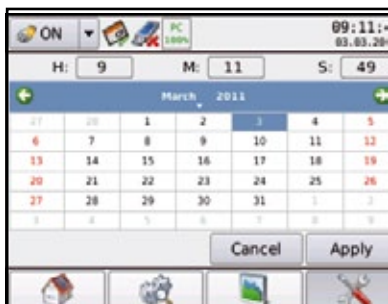 ON PC 100% 09:11:
03.03.20
H: 9 M: 11 S: 49
March 2011
27 28 1 2 3 4 5
6 7 8 9 10 11 12
13 14 15 16 17 18 19
20 21 22 23 24 25 26
27 28 29 30 31 1 2
3 4 5 6 7 8 9
Cancel Apply